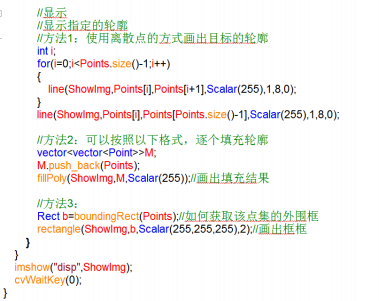 //显示
//显示指定的轮廓
//方法1：使用离散点的方式画出目标的轮廓
int i;
for(i=0;i<Points.size()-1;i++)
{
line(ShowImg,Points[i],Points[i+1],Scalar(255),1,8,0);
}
line(ShowImg,Points[i],Points[Points.size()-1],Scalar(255),1,8,0);
//方法2：可以按照以下格式，逐个填充轮廓
vector<vector<Point>>M;
M.push_back(Points);
fillPoly(ShowImg,M,Scalar(255));//画出填充结果
//方法3：
Rect b=boundingRect(Points);//如何获取该点集的外围框
rectangle(ShowImg,b,Scalar(255,255,255),2);//画出框框
}
}
imshow("disp",ShowImg);
cvWaitKey(0);
}